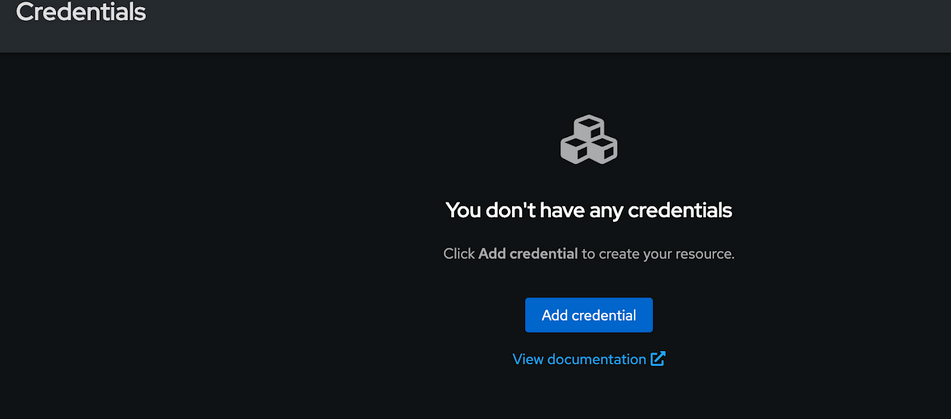 Credentials
You don't have any credentials
Click Add credential to create your resource.
Add credential
View documentation